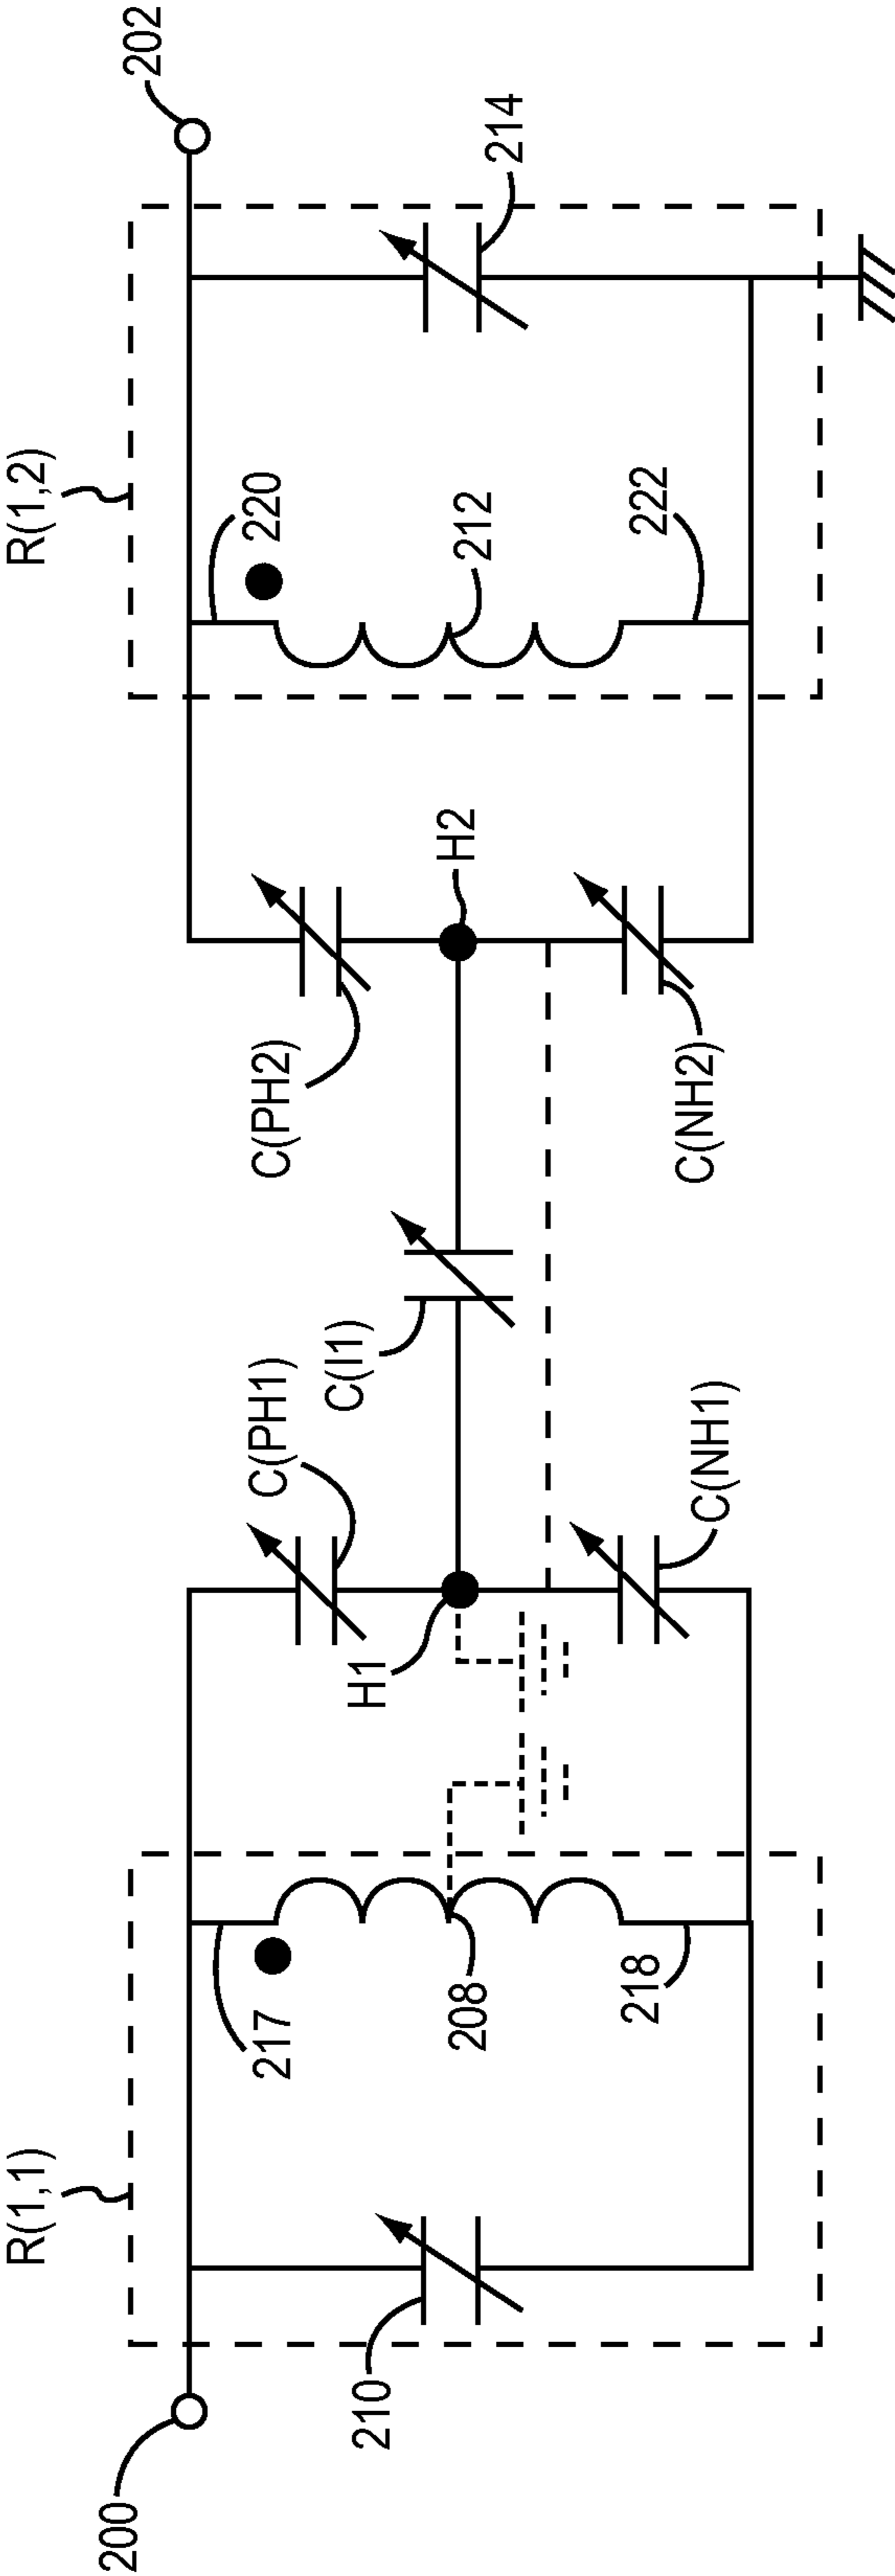 R(1,1)
R(1,2)
200
202
217
220
210
208
212
214
218
222
H1
H2
C(PH1)
C(PH2)
C(I1)
C(NH1)
C(NH2)